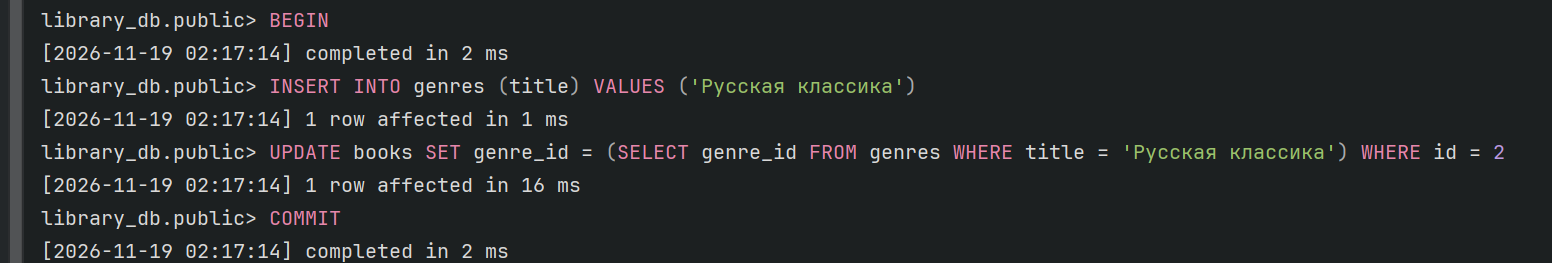 library_db.public> BEGIN
[2026-11-19 02:17:14] completed in 2 ms
library_db.public> INSERT INTO genres (title) VALUES ('Русская классика')
[2026-11-19 02:17:14] 1 row affected in 1 ms
library_db.public> UPDATE books SET genre_id = (SELECT genre_id FROM genres WHERE title = 'Русская классика') WHERE id = 2
[2026-11-19 02:17:14] 1 row affected in 16 ms
library_db.public> COMMIT
[2026-11-19 02:17:14] completed in 2 ms